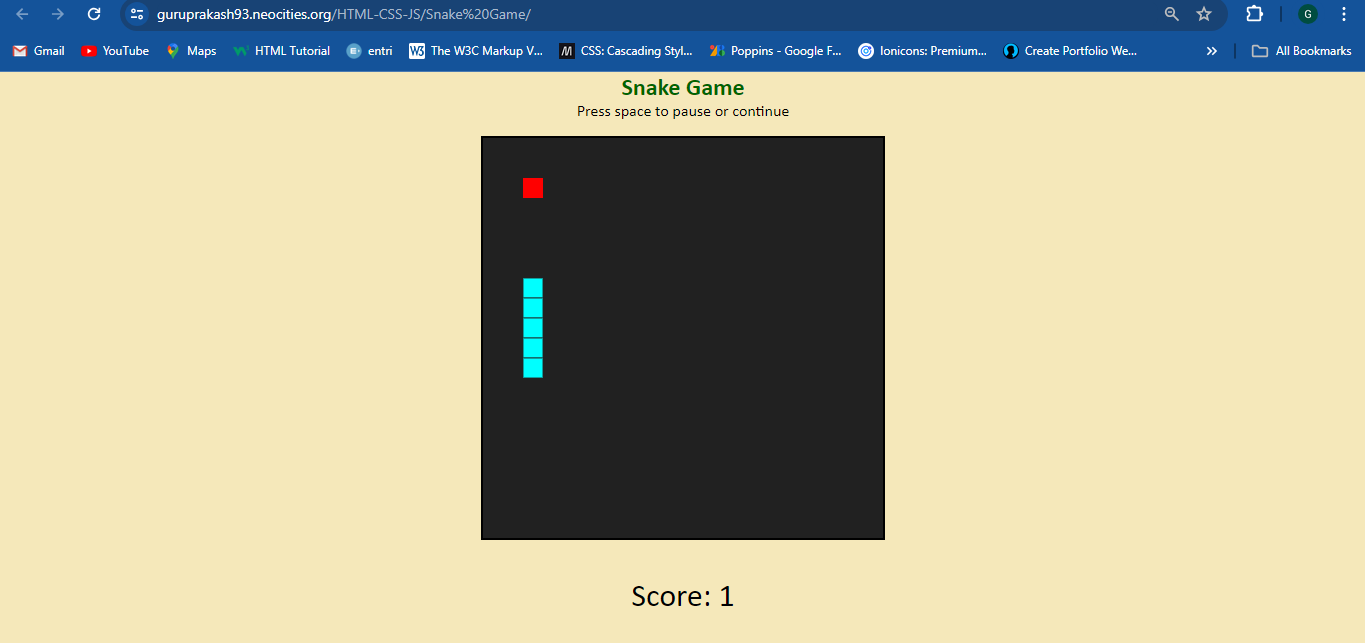 guruprakash93.neocities.org/HTML-CSS-JS/Snake%20Game/
G
Gmail YouTube Maps HTML Tutorial entri The W3C Markup V... CSS: Cascading Styl... Poppins - Google F... Ionicons: Premium... Create Portfolio We... » All Bookmarks
Snake Game
Press space to pause or continue
Score: 1